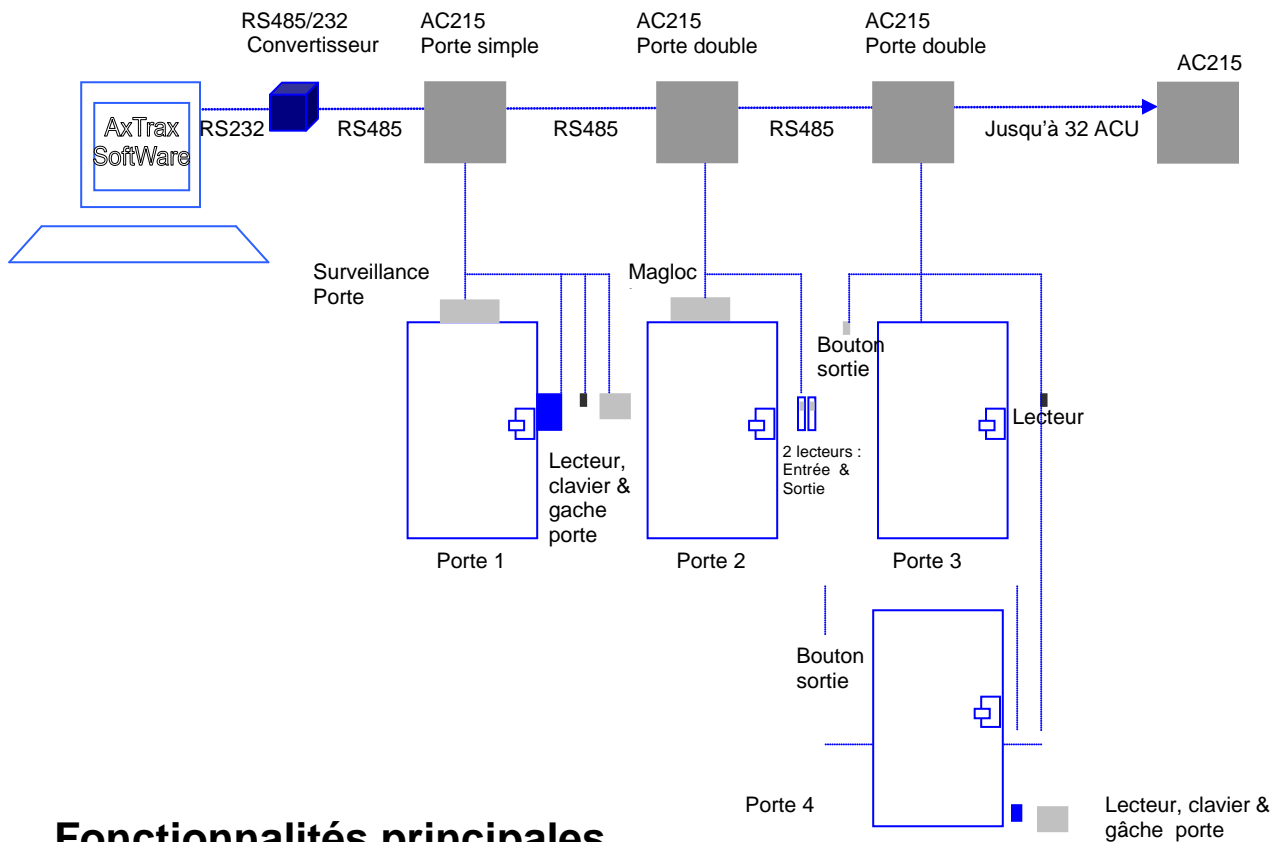 RS485/232
Convertisseur
AC215
Porte simple
AC215
Porte double
AC215
Porte double
AC215
AxTrax
SoftWare
RS232
RS485
RS485
RS485
Jusqu'à 32 ACU
Surveillance
Porte
Magloc
Bouton
sortie
Lecteur
Lecteur,
clavier &
gache
porte
2 lecteurs :
Entrée &
Sortie
Porte 1
Porte 2
Porte 3
Bouton
sortie
Porte 4
Lecteur, clavier &
gâche porte
Fonctionnalités principales